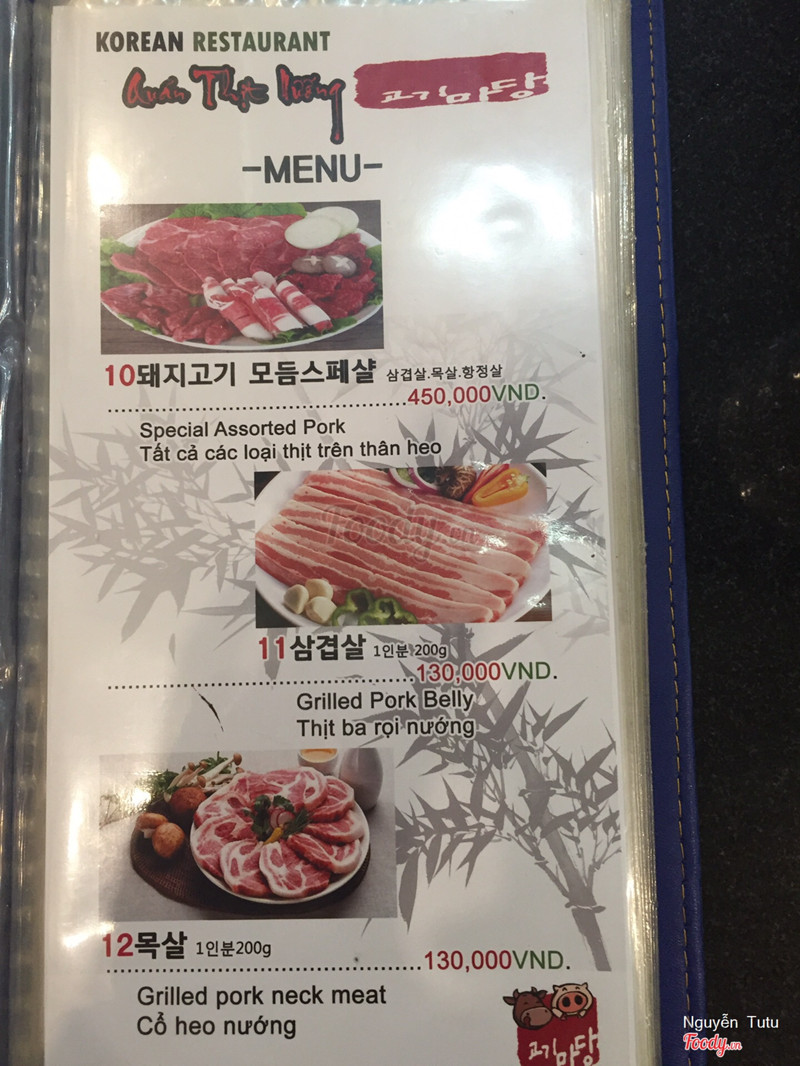 KOREAN RESTAURANT
Quán Thịt Nướng 고기마당
-MENU-
10돼지고기 모듬스페샬 삼겹살.목살.항정살
450,000VND.
Special Assorted Pork
Tất cả các loại thịt trên thân heo
Foody.vn
11삼겹살 1인분 200g
130,000VND.
Grilled Pork Belly
Thịt ba rọi nướng
12목살 1인분200g
130,000VND.
Grilled pork neck meat
Cổ heo nướng
고기마당
Nguyễn Tutu
Foody.vn